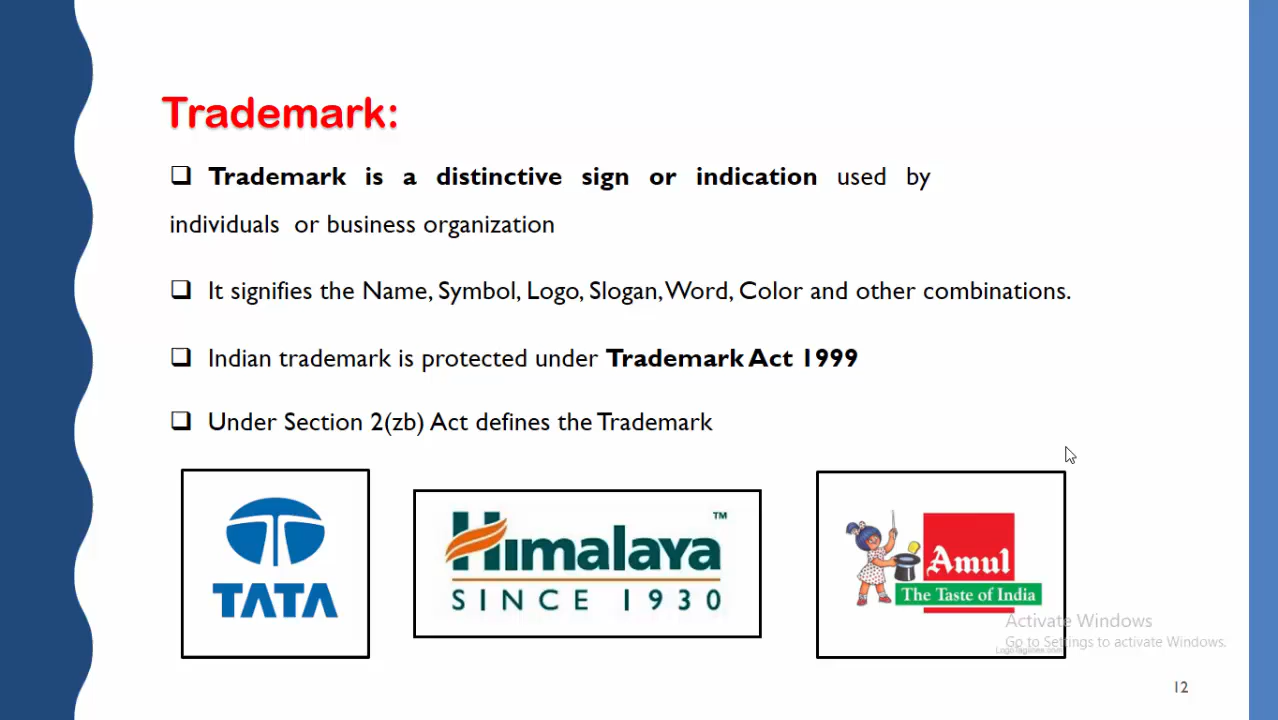 Trademark:
Trademark is a distinctive sign or indication used by
individuals or business organization
It signifies the Name, Symbol, Logo, Slogan, Word, Color and other combinations.
Indian trademark is protected under Trademark Act 1999
Under Section 2(zb) Act defines the Trademark
TATA
Himalaya TM
SINCE 1930
Amul
The Taste of India
Activate Windows
Go to Settings to activate Windows.
12